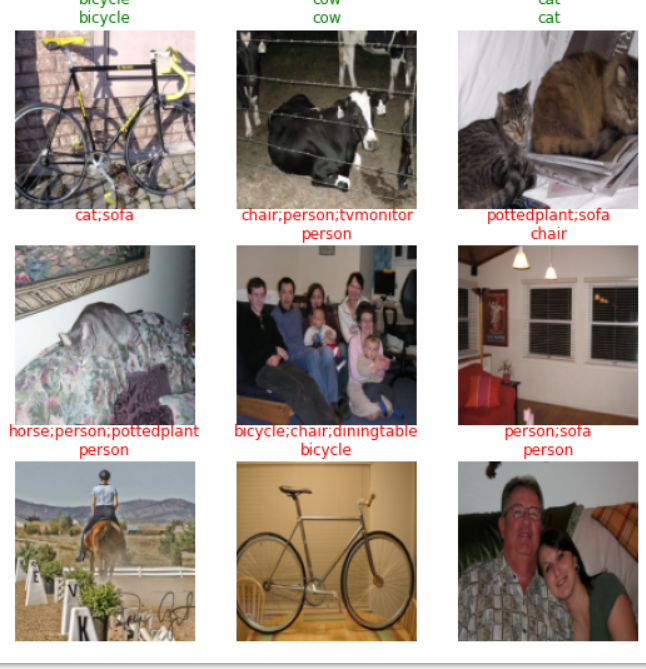 bicycle cow cat
bicycle cow cat
cat;sofa chair;person;tvmonitor pottedplant;sofa
person chair
horse;person;pottedplant bicycle;chair;diningtable person;sofa
person bicycle person
E V
K